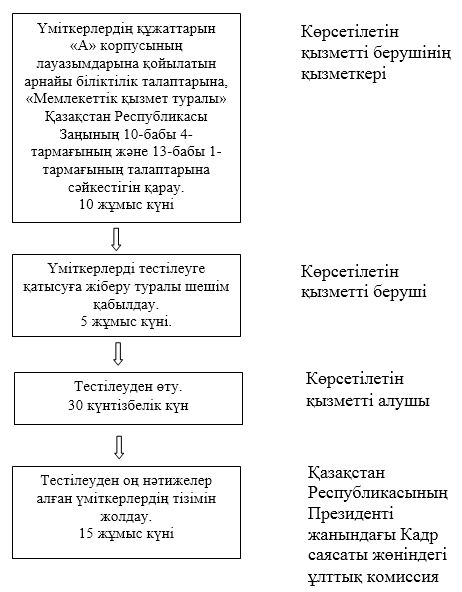 Үміткерлердің құжаттарын
«А» корпусының
лауазымдарына қойылатын
арнайы біліктілік талаптарына,
«Мемлекеттік қызмет туралы»
Қазақстан Республикасы
Заңының 10-бабы 4-
тармағының және 13-бабы 1-
тармағының талаптарына
сәйкестігін қарау.
10 жұмыс күні
Көрсетілетін
қызметті берушінің
қызметкері
Үміткерлерді тестілеуге
қатысуға жіберу туралы шешім
қабылдау.
5 жұмыс күні.
Көрсетілетін
қызметті беруші
Тестілеуден өту.
30 күнтізбелік күн
Көрсетілетін
қызметті алушы
Тестілеуден оң нәтижелер
алған үміткерлердің тізімін
жолдау.
15 жұмыс күні
Қазақстан
Республикасының
Президенті
жанындағы Кадр
саясаты жөніндегі
ұлттық комиссия